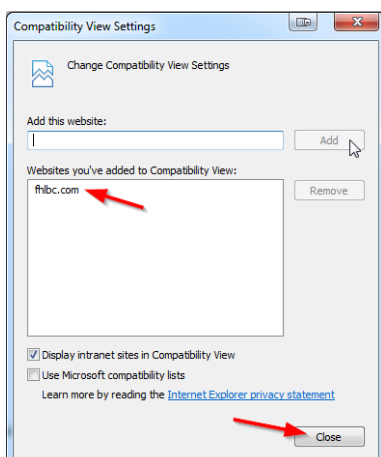 Compatibility View Settings
Change Compatibility View Settings
Add this website:
Add
Websites you've added to Compatibility View:
fhlbc.com
Remove
Display intranet sites in Compatibility View
Use Microsoft compatibility lists
Learn more by reading the Internet Explorer privacy statement
Close